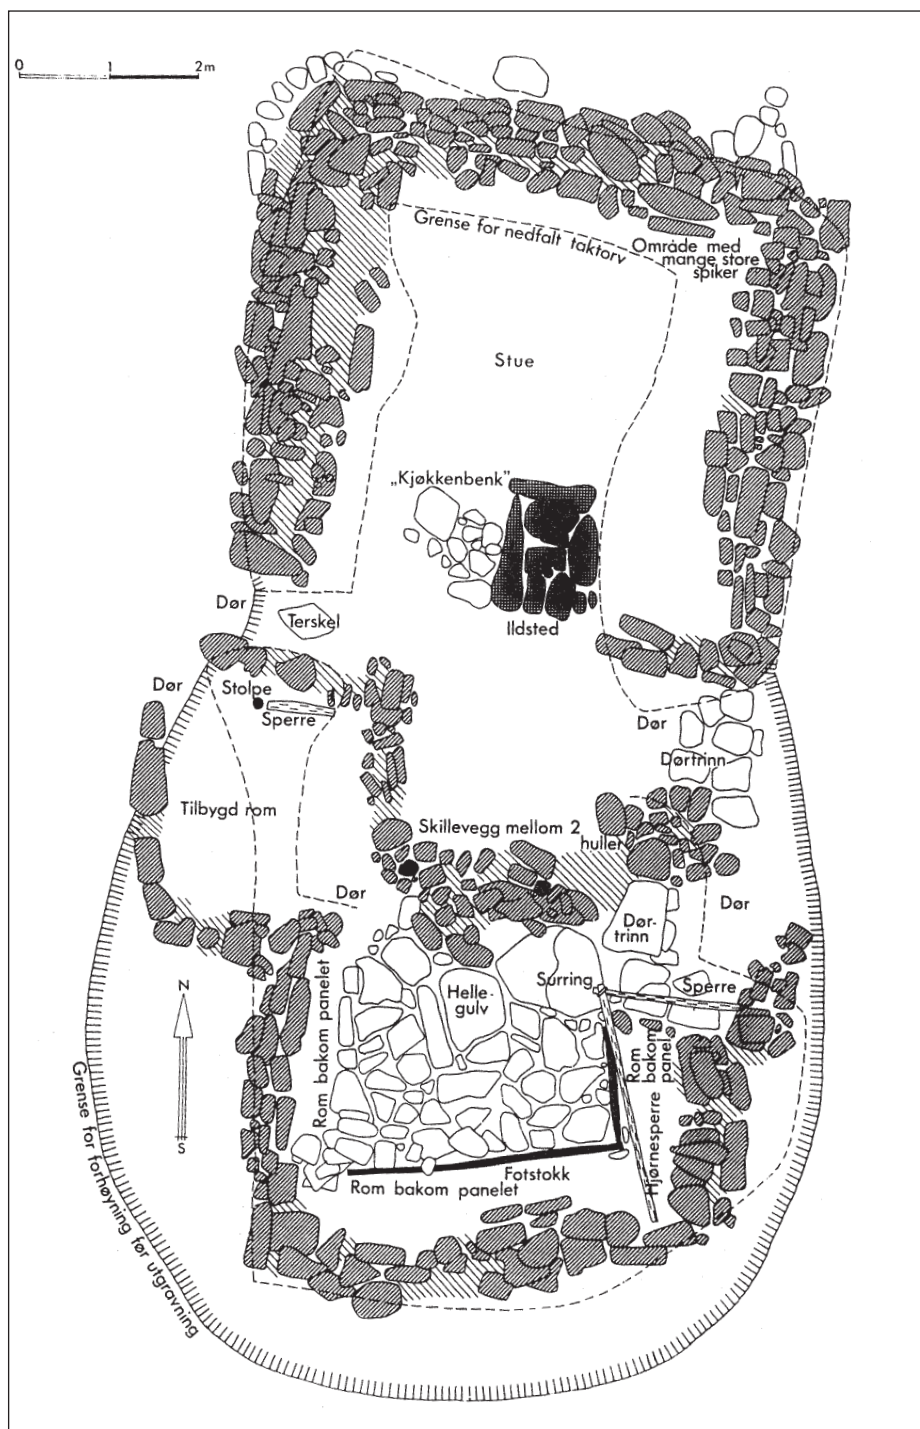 0 1 2m
Grense for nedfalt taktorv
Område med
mange store
spiker
Stue
„Kjøkkenbenk”
Ildsted
Dør
Terskel
Dør
Stolpe
Sperre
Dør
Dørtrinn
Tilbygd rom
Skillevegg mellom 2
huller
Dør
Dør-
trinn
Dør
Surring
Sperre
Helle-
gulv
Rom bakom panelet
Rom
bakom
panel
N
S
Hjørnesperre
Fotstokk
Rom bakom panelet
Grense for forhøyning før utgravning